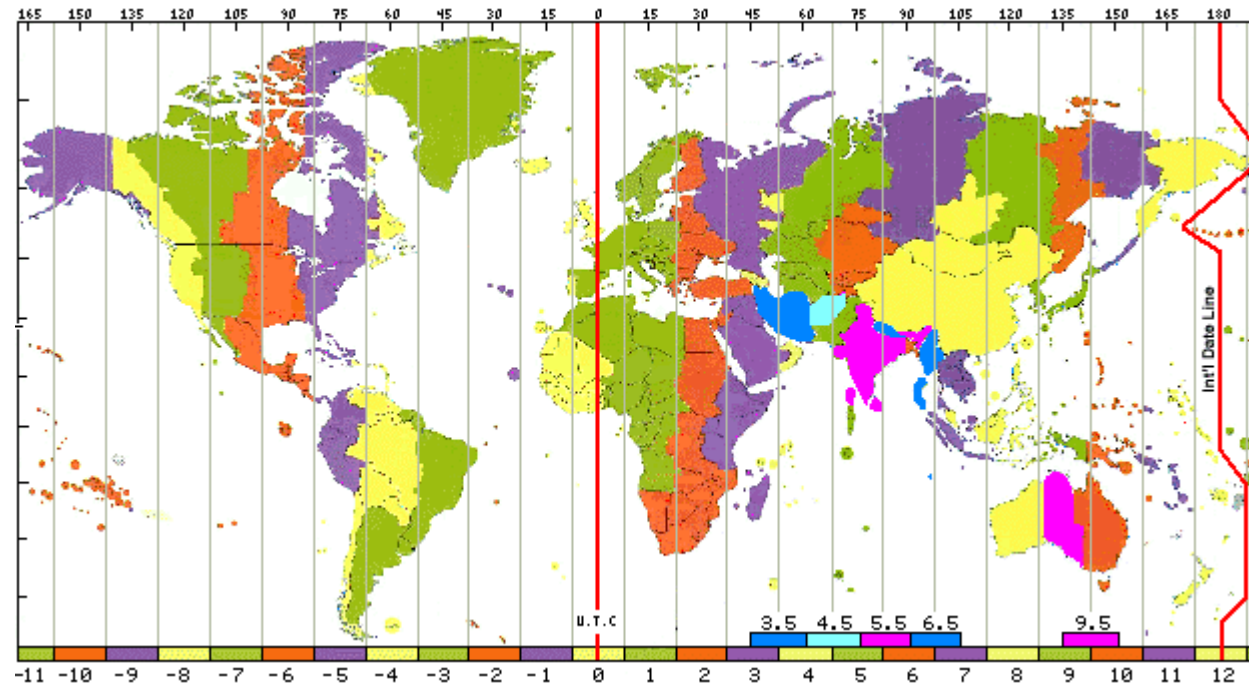 165 150 135 120 105 90 75 60 45 30 15 0 15 30 45 60 75 90 105 120 135 150 165 180
Int'l Date Line
U.T.C
3.5 4.5 5.5 6.5 9.5
-11 -10 -9 -8 -7 -6 -5 -4 -3 -2 -1 0 1 2 3 4 5 6 7 8 9 10 11 12